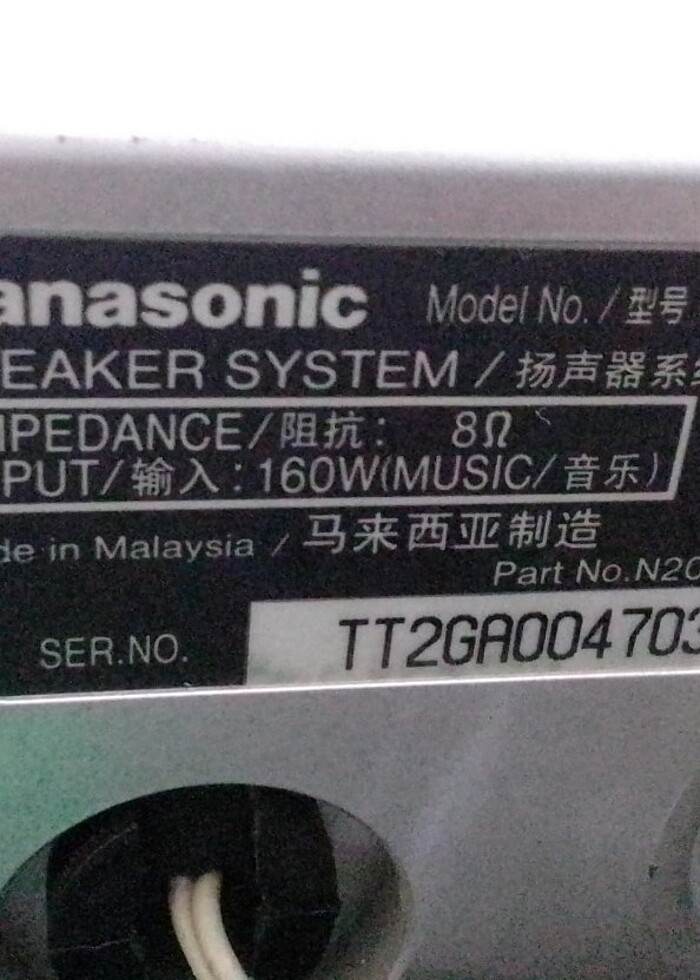 anasonic Model No. / 型号
EAKER SYSTEM / 扬声器系
IPEDANCE/阻抗: 8Ω
PUT/输入:160W(MUSIC/音乐)
de in Malaysia / 马来西亚制造
Part No.N20
SER.NO. TT2GA004703